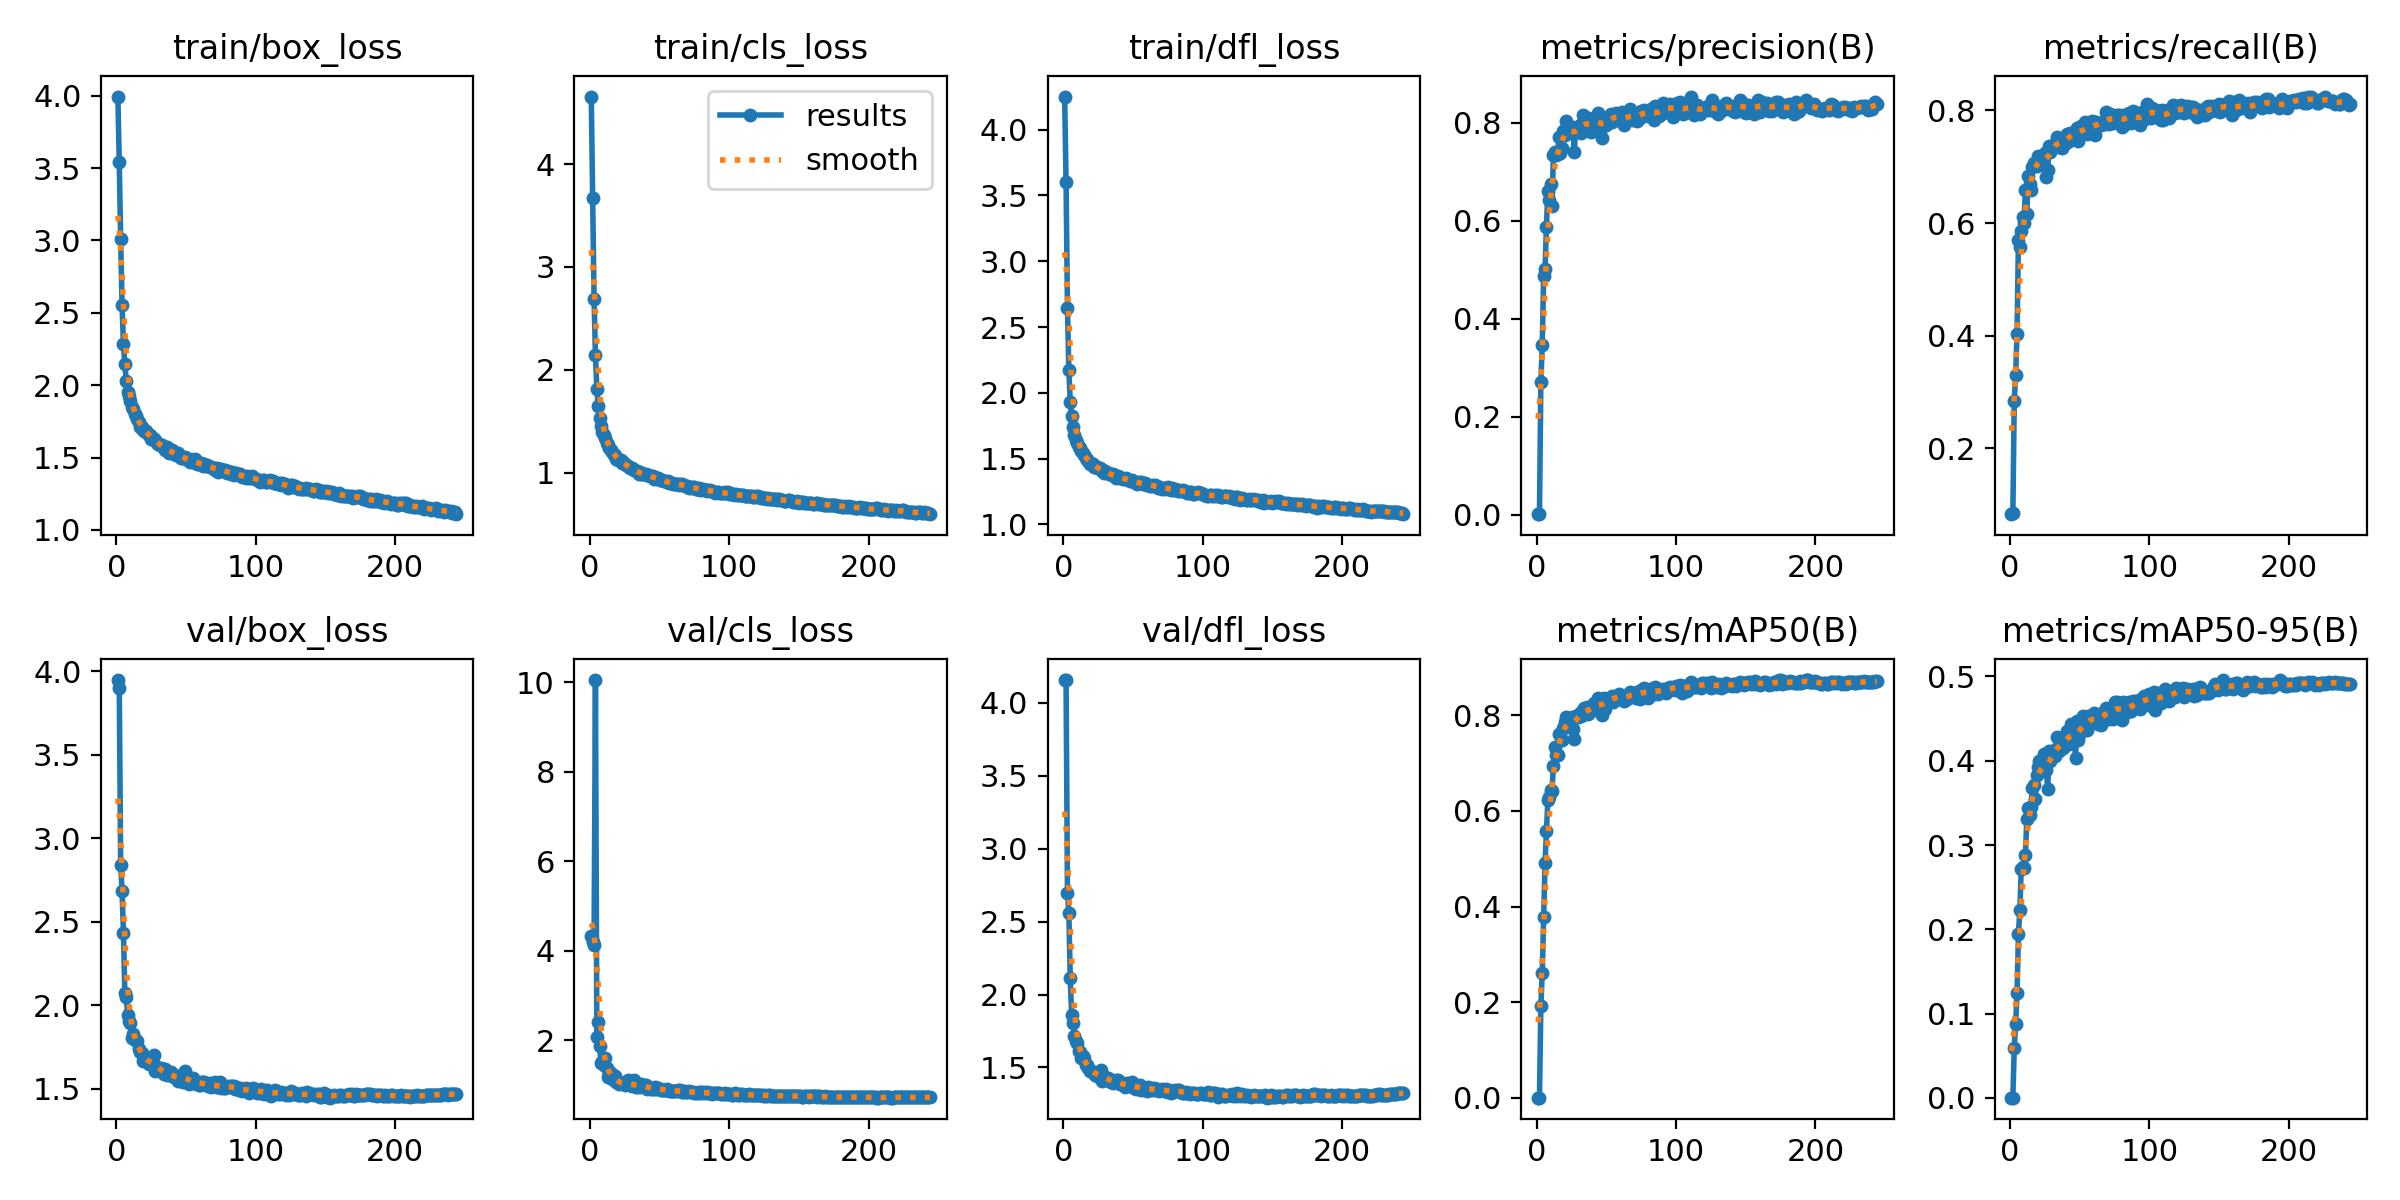 train/box_loss
4.0
3.5
3.0
2.5
2.0
1.5
1.0
0 100 200
train/cls_loss
results
smooth
4
3
2
1
0 100 200
train/dfl_loss
4.0
3.5
3.0
2.5
2.0
1.5
1.0
0 100 200
metrics/precision(B)
0.8
0.6
0.4
0.2
0.0
0 100 200
metrics/recall(B)
0.8
0.6
0.4
0.2
0 100 200
val/box_loss
4.0
3.5
3.0
2.5
2.0
1.5
0 100 200
val/cls_loss
10
8
6
4
2
0 100 200
val/dfl_loss
4.0
3.5
3.0
2.5
2.0
1.5
0 100 200
metrics/mAP50(B)
0.8
0.6
0.4
0.2
0.0
0 100 200
metrics/mAP50-95(B)
0.5
0.4
0.3
0.2
0.1
0.0
0 100 200